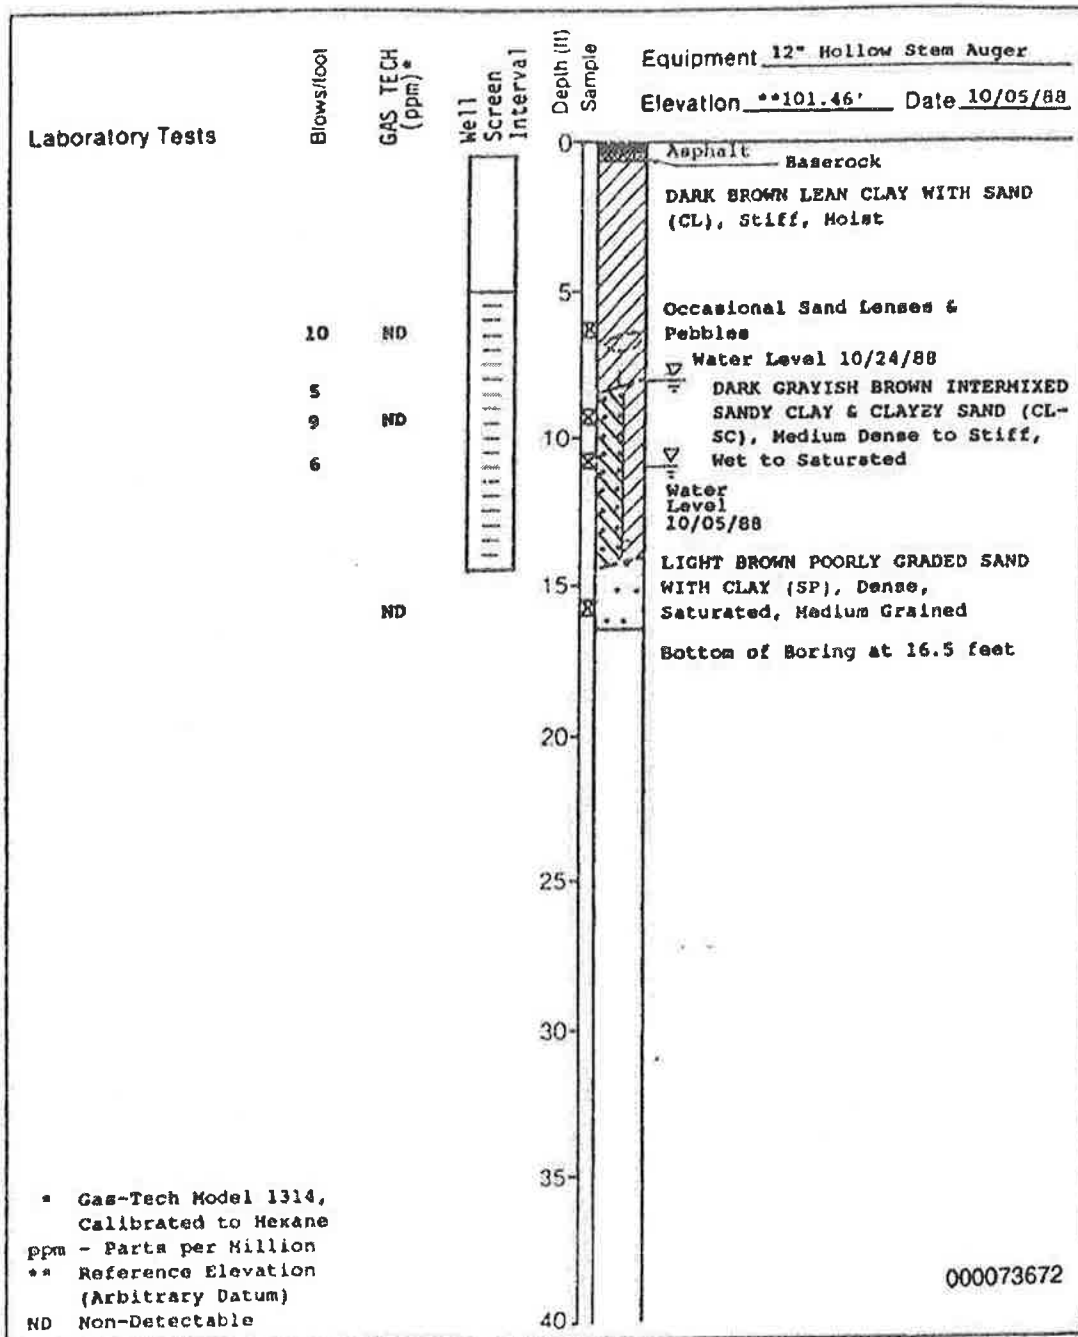 Equipment 12" Hollow Stem Auger
Elevation **101.46' Date 10/05/88
Laboratory Tests
Blows/foot
GAS TECH (ppm)*
Well Screen Interval
Depth (ft)
Sample
0
Asphalt
Baserock
DARK BROWN LEAN CLAY WITH SAND
(CL), Stiff, Moist
5
Occasional Sand Lenses &
Pebbles
10 ND
Water Level 10/24/88
5
DARK GRAYISH BROWN INTERMIXED
SANDY CLAY & CLAYEY SAND (CL-
SC), Medium Dense to Stiff,
Wet to Saturated
9 ND
10
6
Water
Level
10/05/88
LIGHT BROWN POORLY GRADED SAND
WITH CLAY (SP), Dense,
Saturated, Medium Grained
15
ND
Bottom of Boring at 16.5 feet
20
25
30
35
40
* Gas-Tech Model 1314,
Calibrated to Hexane
ppm - Parts per Million
** Reference Elevation
(Arbitrary Datum)
ND Non-Detectable
000073672